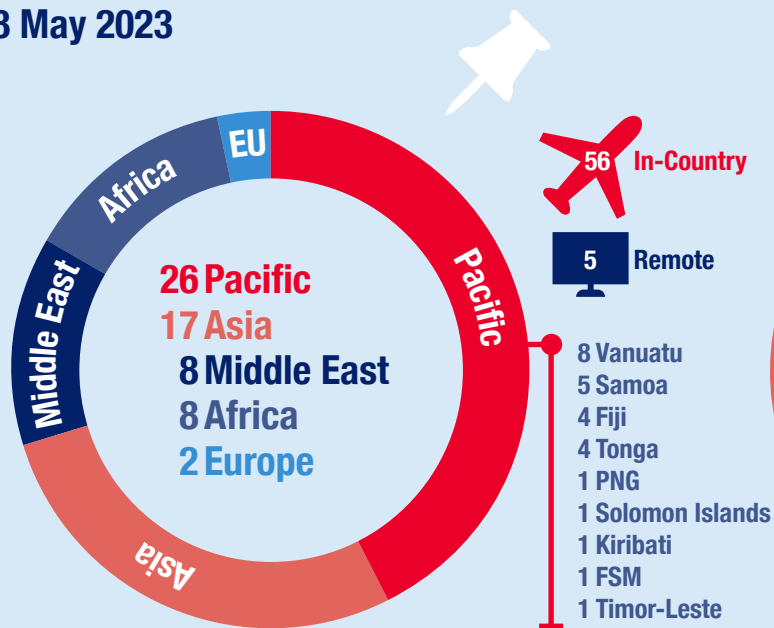 8 May 2023
EU
Africa
Middle East
Asia
Pacific
26 Pacific
17 Asia
8 Middle East
8 Africa
2 Europe
56 In-Country
5 Remote
8 Vanuatu
5 Samoa
4 Fiji
4 Tonga
1 PNG
1 Solomon Islands
1 Kiribati
1 FSM
1 Timor-Leste